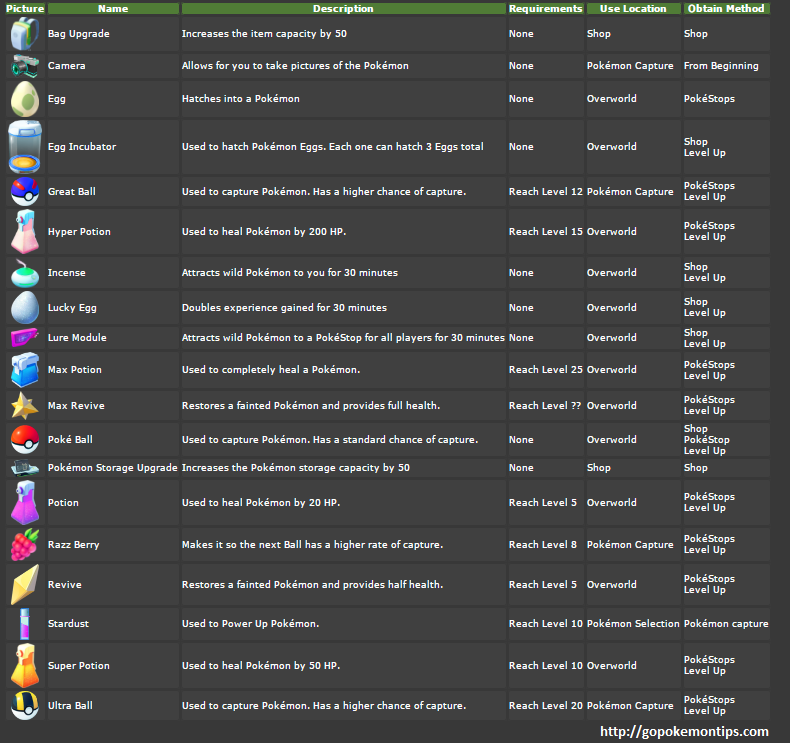 Picture Name Description Requirements Use Location Obtain Method
Bag Upgrade Increases the item capacity by 50 None Shop Shop
Camera Allows for you to take pictures of the Pokémon None Pokémon Capture From Beginning
Egg Hatches into a Pokémon None Overworld PokéStops
Egg Incubator Used to hatch Pokémon Eggs. Each one can hatch 3 Eggs total None Overworld Shop
Level Up
Great Ball Used to capture Pokémon. Has a higher chance of capture. Reach Level 12 Pokémon Capture PokéStops
Level Up
Hyper Potion Used to heal Pokémon by 200 HP. Reach Level 15 Overworld PokéStops
Level Up
Incense Attracts wild Pokémon to you for 30 minutes None Overworld Shop
Level Up
Lucky Egg Doubles experience gained for 30 minutes None Overworld Shop
Level Up
Lure Module Attracts wild Pokémon to a PokéStop for all players for 30 minutes None Overworld Shop
Level Up
Max Potion Used to completely heal a Pokémon. Reach Level 25 Overworld PokéStops
Level Up
Max Revive Restores a fainted Pokémon and provides full health. Reach Level ?? Overworld PokéStops
Level Up
Poké Ball Used to capture Pokémon. Has a standard chance of capture. None Overworld Shop
PokéStop
Level Up
Pokémon Storage Upgrade Increases the Pokémon storage capacity by 50 None Shop Shop
Potion Used to heal Pokémon by 20 HP. Reach Level 5 Overworld PokéStops
Level Up
Razz Berry Makes it so the next Ball has a higher rate of capture. Reach Level 8 Pokémon Capture PokéStops
Level Up
Revive Restores a fainted Pokémon and provides half health. Reach Level 5 Overworld PokéStops
Level Up
Stardust Used to Power Up Pokémon. Reach Level 10 Pokémon Selection Pokémon capture
Super Potion Used to heal Pokémon by 50 HP. Reach Level 10 Overworld PokéStops
Level Up
Ultra Ball Used to capture Pokémon. Has a higher chance of capture. Reach Level 20 Pokémon Capture PokéStops
Level Up
http://gopokemontips.com